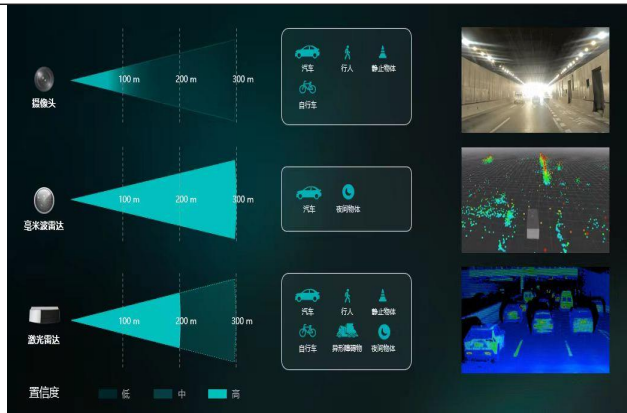 100 m 200 m 300 m
摄像头
汽车 行人 静止物体
自行车
100 m 200 m 300 m
毫米波雷达
汽车 夜间物体
100 m 200 m 300 m
激光雷达
汽车 行人 静止物体
自行车 异形障碍物 夜间物体
置信度 低 中 高